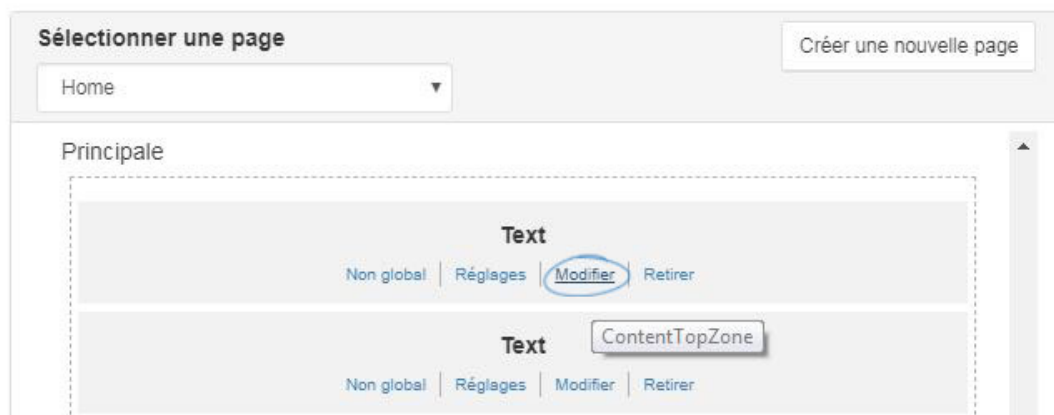 Sélectionner une page
Créer une nouvelle page
Home
Principale
Text
Non global Réglages Modifier Retirer
ContentTopZone
Text
Non global Réglages Modifier Retirer